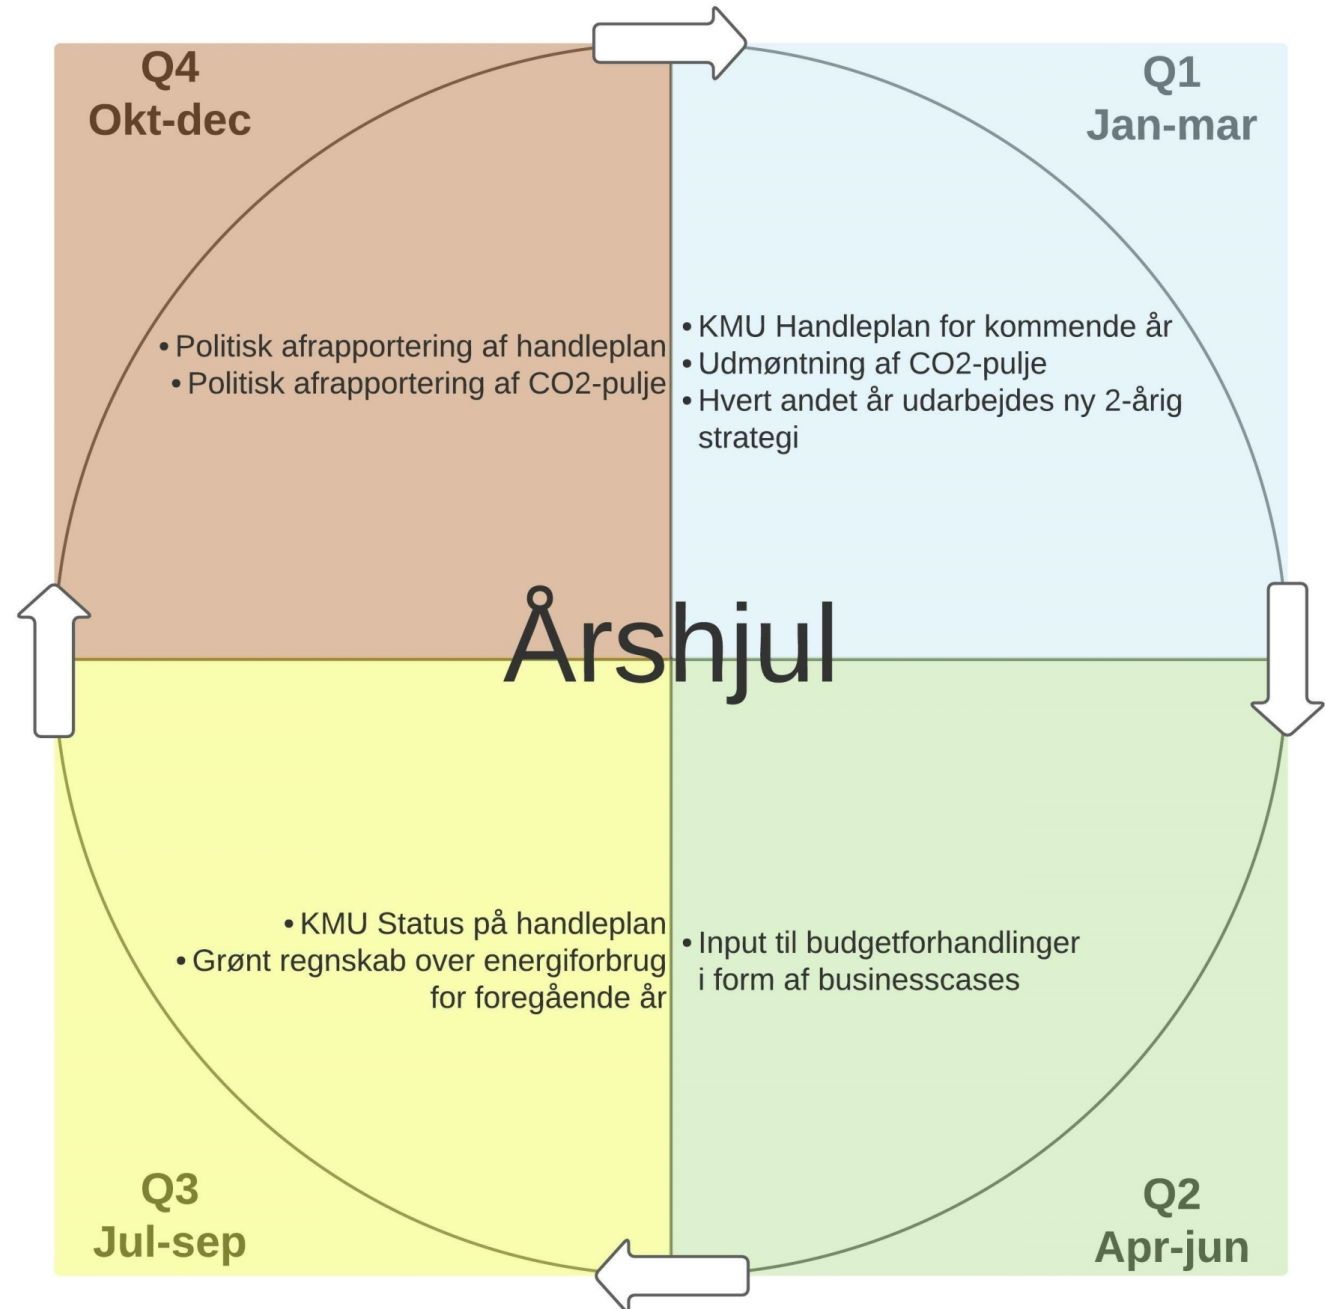 Q4
Okt-dec
Q1
Jan-mar
• Politisk afrapportering af handleplan
• Politisk afrapportering af CO2-pulje
• KMU Handleplan for kommende år
• Udmøntning af CO2-pulje
• Hvert andet år udarbejdes ny 2-årig
strategi
Årshjul
• KMU Status på handleplan
• Grønt regnskab over energiforbrug
for foregående år
• Input til budgetforhandlinger
i form af businesscases
Q3
Jul-sep
Q2
Apr-jun